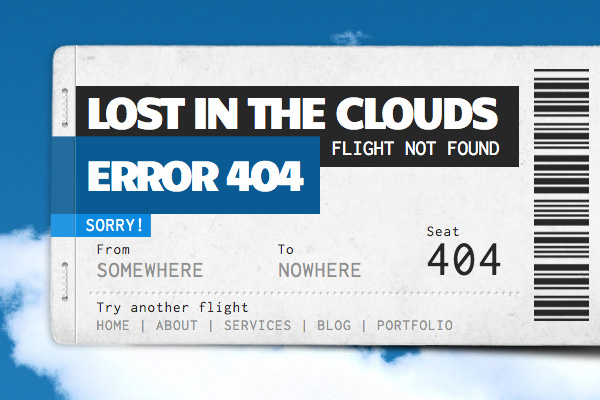 LOST IN THE CLOUDS
FLIGHT NOT FOUND
ERROR 404
SORRY!
From
SOMEWHERE
To
NOWHERE
Seat
404
Try another flight
HOME | ABOUT | SERVICES | BLOG | PORTFOLIO